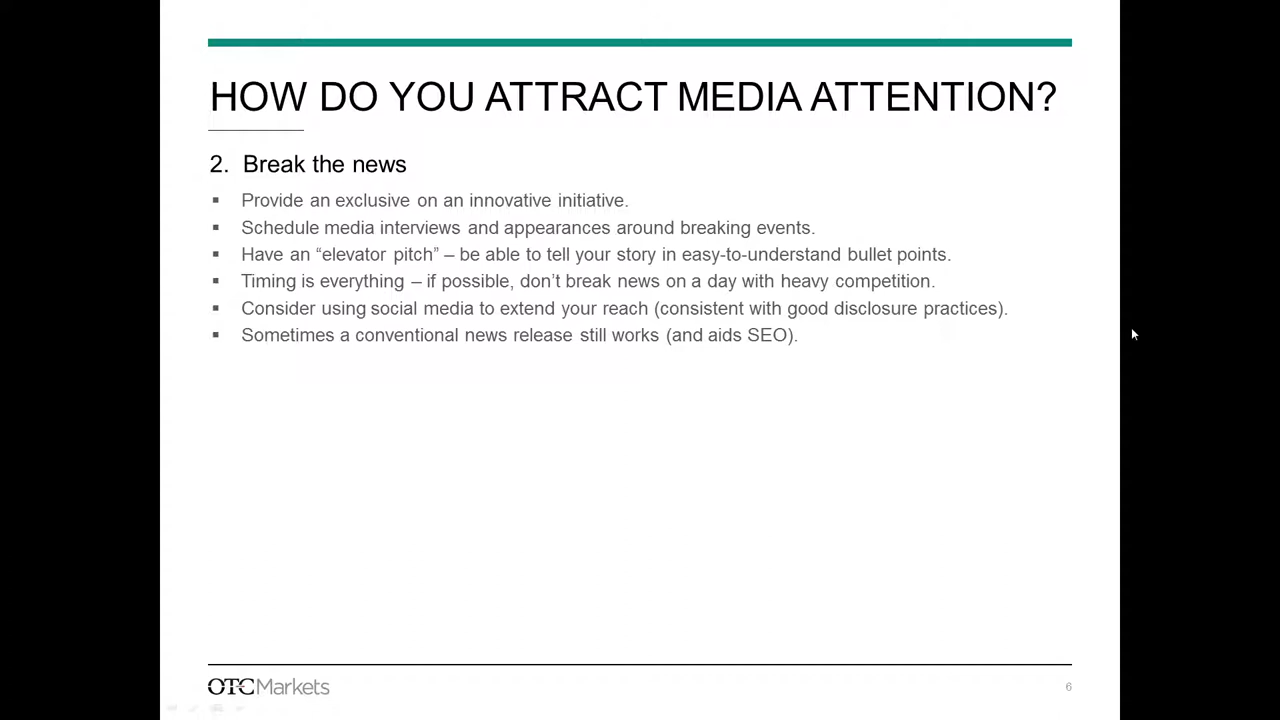 HOW DO YOU ATTRACT MEDIA ATTENTION?
2. Break the news
▪ Provide an exclusive on an innovative initiative.
▪ Schedule media interviews and appearances around breaking events.
▪ Have an “elevator pitch” – be able to tell your story in easy-to-understand bullet points.
▪ Timing is everything – if possible, don’t break news on a day with heavy competition.
▪ Consider using social media to extend your reach (consistent with good disclosure practices).
▪ Sometimes a conventional news release still works (and aids SEO).
OTCMarkets
6